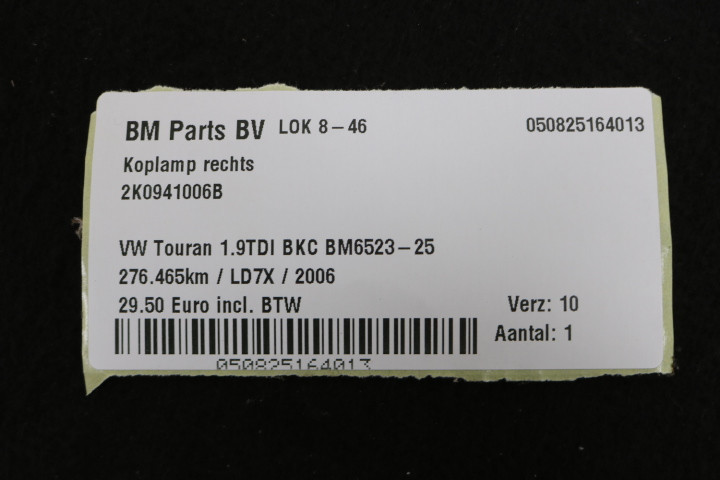 BM Parts BV LOK 8-46 050825164013
Koplamp rechts
2K0941006B
VW Touran 1.9TDI BKC BM6523-25
276.465km / LD7X / 2006
29.50 Euro incl. BTW Verz: 10
Aantal: 1
050825164013